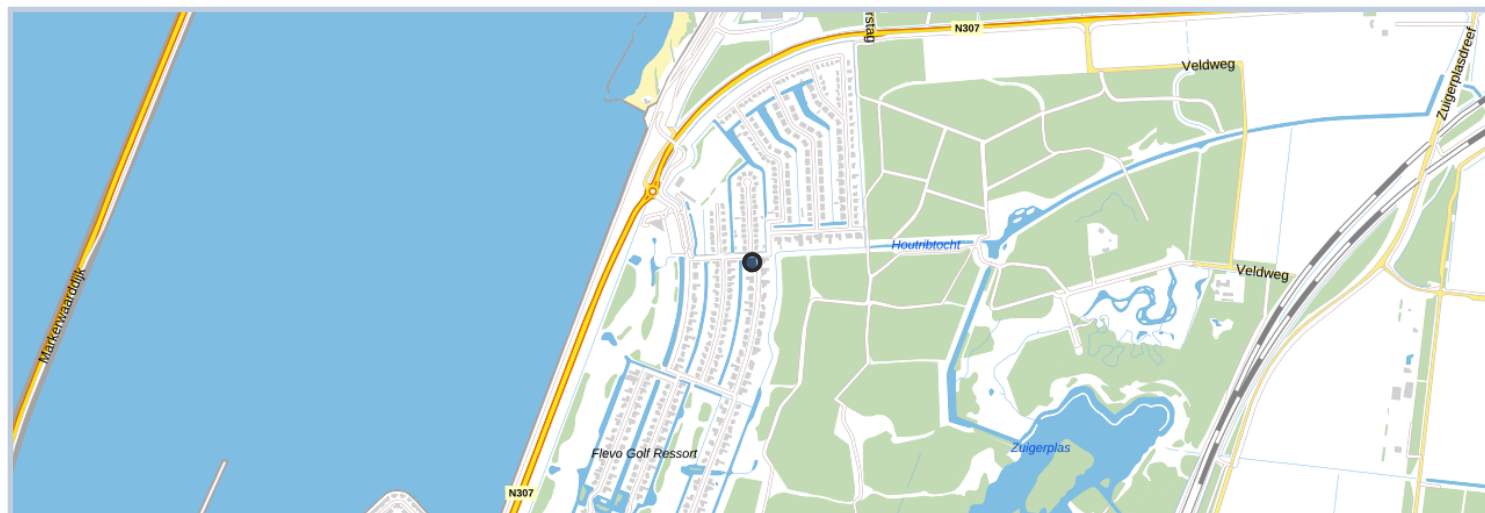 N307
Veldweg
Zuigerplasdreef
Houtribtocht
Veldweg
Markerwaarddijk
Zuigerplas
Flevo Golf Ressort
N307